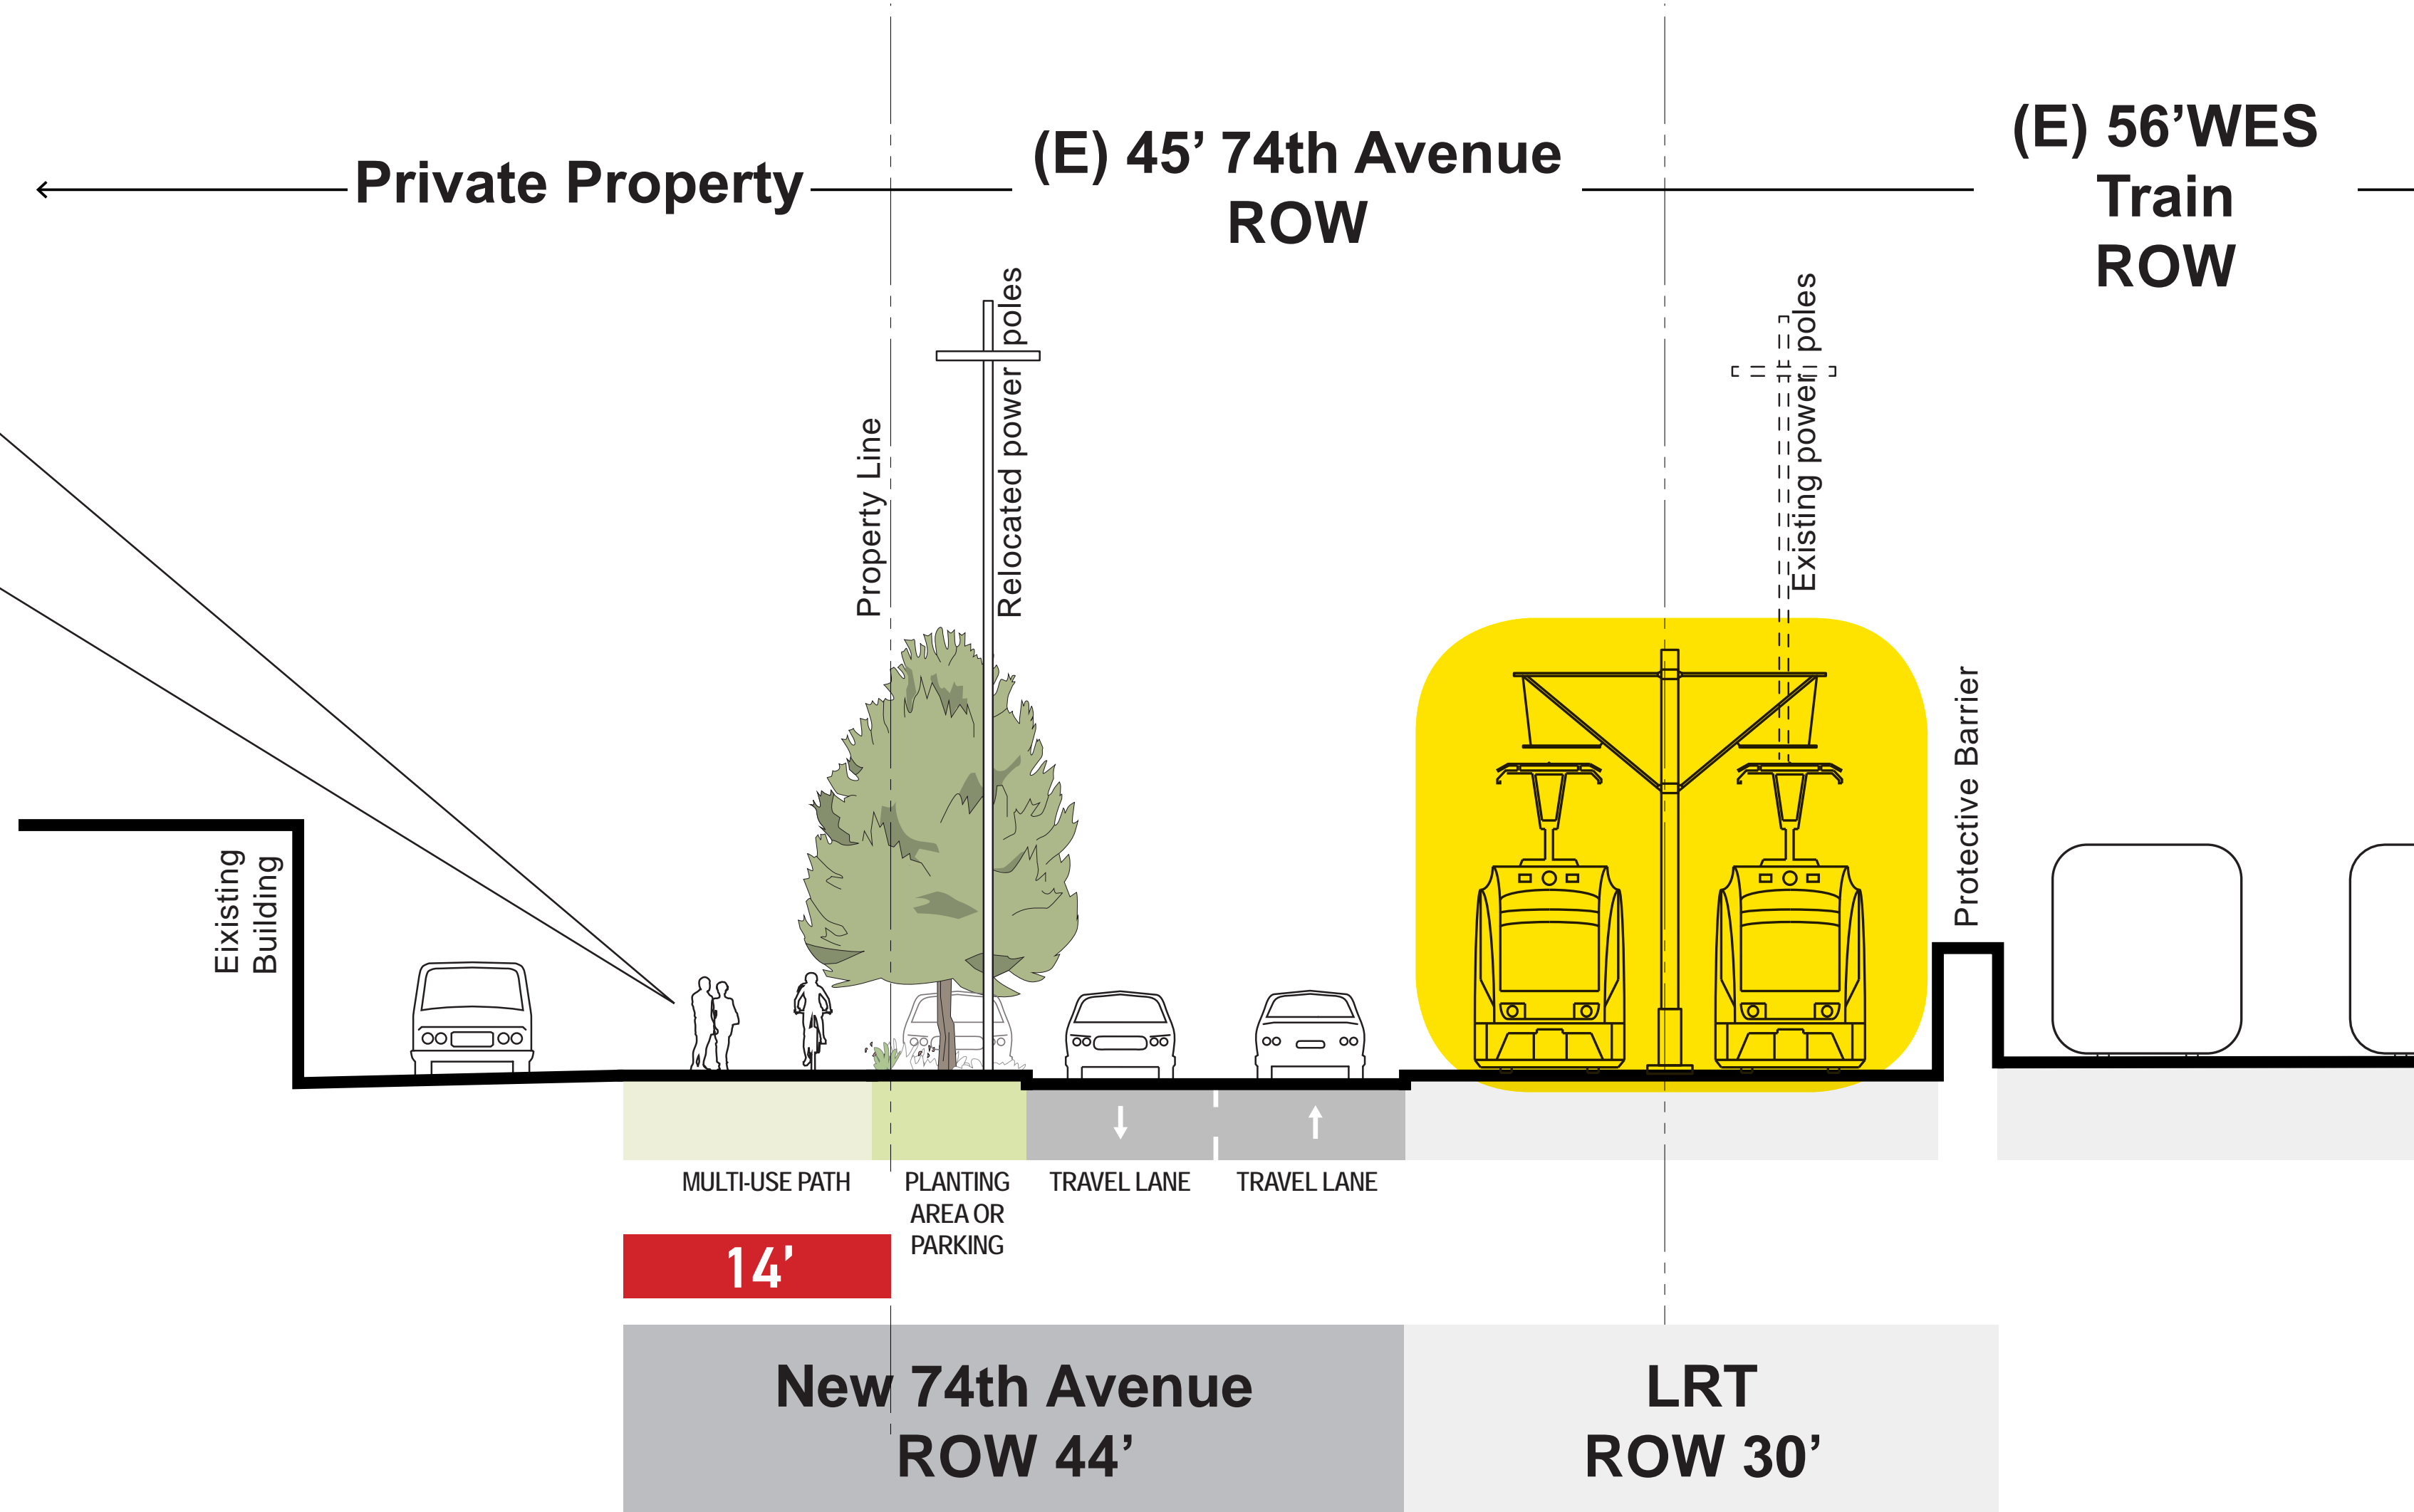 Private Property
(E) 45’ 74th Avenue
ROW
(E) 56’WES
Train
ROW
Property Line
Relocated power poles
Existing power poles
Protective Barrier
Eixisting
Building
MULTI-USE PATH
PLANTING
AREA OR
PARKING
TRAVEL LANE
TRAVEL LANE
14’
New 74th Avenue
ROW 44’
LRT
ROW 30’